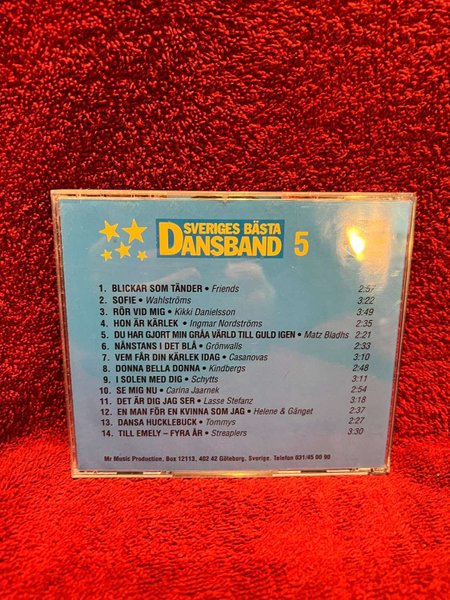 SVERIGES BÄSTA
DANSBAND 5
1. BLICKAR SOM TÄNDER • Friends 2:57
2. SOFIE • Wahlströms 3:22
3. RÖR VID MIG • Kikki Danielsson 3:49
4. HON ÄR KÄRLEK • Ingmar Nordströms 2:35
5. DU HAR GJORT MIN GRÅA VÄRLD TILL GULD IGEN • Matz Bladhs 2:21
6. NÅNSTANS I DET BLÅ • Grönwalls 2:33
7. VEM FÅR DIN KÄRLEK IDAG • Casanovas 3:10
8. DONNA BELLA DONNA • Kindbergs 2:48
9. I SOLEN MED DIG • Schytts 3:11
10. SE MIG NU • Carina Jaarnek 2:54
11. DET ÄR DIG JAG SER • Lasse Stefanz 3:18
12. EN MAN FÖR EN KVINNA SOM JAG • Helene & Gänget 2:37
13. DANSA HUCKLEBUCK • Tommys 2:27
14. TILL EMELY – FYRA ÅR • Streaplers 3:30
Mr Music Production, Box 12113, 402 42 Göteborg, Sverige. Telefon 031/45 00 90